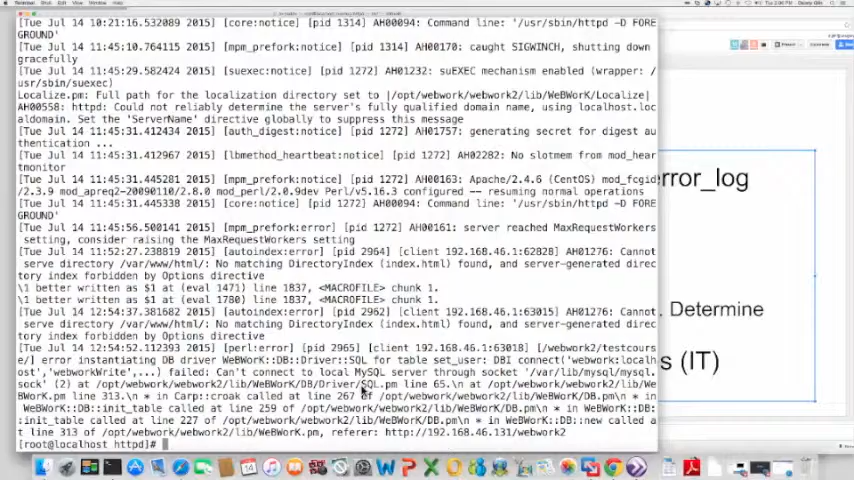 [Tue Jul 14 10:21:16.532089 2015] [core:notice] [pid 1314] AH00094: Command line: '/usr/sbin/httpd -D FORE
GROUND'
[Tue Jul 14 11:45:10.764115 2015] [mpm_prefork:notice] [pid 1314] AH00170: caught SIGWINCH, shutting down
gracefully
[Tue Jul 14 11:45:29.582424 2015] [suexec:notice] [pid 1272] AH01232: suEXEC mechanism enabled (wrapper: /
usr/sbin/suexec)
Localize.pm: Full path for the localization directory set to |/opt/webwork/webwork2/lib/WeBWorK/Localize|
AH00558: httpd: Could not reliably determine the server's fully qualified domain name, using localhost.loc
aldomain. Set the 'ServerName' directive globally to suppress this message
[Tue Jul 14 11:45:31.412434 2015] [auth_digest:notice] [pid 1272] AH01757: generating secret for digest au
thentication ...
[Tue Jul 14 11:45:31.412967 2015] [lbmethod_heartbeat:notice] [pid 1272] AH02282: No slotmem from mod_hear
tmonitor
[Tue Jul 14 11:45:31.445281 2015] [mpm_prefork:notice] [pid 1272] AH00163: Apache/2.4.6 (CentOS) mod_fcgid
/2.3.9 mod_apreq2-20090110/2.8.0 mod_perl/2.0.9dev Perl/v5.16.3 configured -- resuming normal operations
[Tue Jul 14 11:45:31.445338 2015] [core:notice] [pid 1272] AH00094: Command line: '/usr/sbin/httpd -D FORE
GROUND'
[Tue Jul 14 11:45:56.500141 2015] [mpm_prefork:error] [pid 1272] AH00161: server reached MaxRequestWorkers
setting, consider raising the MaxRequestWorkers setting
[Tue Jul 14 11:52:27.238819 2015] [autoindex:error] [pid 2964] [client 192.168.46.1:62828] AH01276: Cannot
serve directory /var/www/html/: No matching DirectoryIndex (index.html) found, and server-generated direc
tory index forbidden by Options directive
\1 better written as $1 at (eval 1471) line 1837, <MACROFILE> chunk 1.
\1 better written as $1 at (eval 1780) line 1837, <MACROFILE> chunk 1.
[Tue Jul 14 12:54:37.381682 2015] [autoindex:error] [pid 2962] [client 192.168.46.1:63015] AH01276: Cannot
serve directory /var/www/html/: No matching DirectoryIndex (index.html) found, and server-generated direc
tory index forbidden by Options directive
[Tue Jul 14 12:54:52.112393 2015] [perl:error] [pid 2965] [client 192.168.46.1:63018] [/webwork2/testcours
e/] error instantiating DB driver WeBWorK::DB::Driver::SQL for table set_user: DBI connect('webwork:localh
ost','webworkWrite',...) failed: Can't connect to local MySQL server through socket '/var/lib/mysql/mysql.
sock' (2) at /opt/webwork/webwork2/lib/WeBWorK/DB/Driver/SQL.pm line 65.\n at /opt/webwork/webwork2/lib/We
BWorK.pm line 313.\n * in Carp::croak called at line 267 of /opt/webwork/webwork2/lib/WeBWorK/DB.pm\n * in
WeBWorK::DB::init_table called at line 259 of /opt/webwork/webwork2/lib/WeBWorK/DB.pm\n * in WeBWorK::DB:
:init_table called at line 227 of /opt/webwork/webwork2/lib/WeBWorK/DB.pm\n * in WeBWorK::DB::new called a
t line 313 of /opt/webwork/webwork2/lib/WeBWorK.pm, referer: http://192.168.46.131/webwork2
[root@localhost httpd]#
rror_log
. Determine
s (IT)